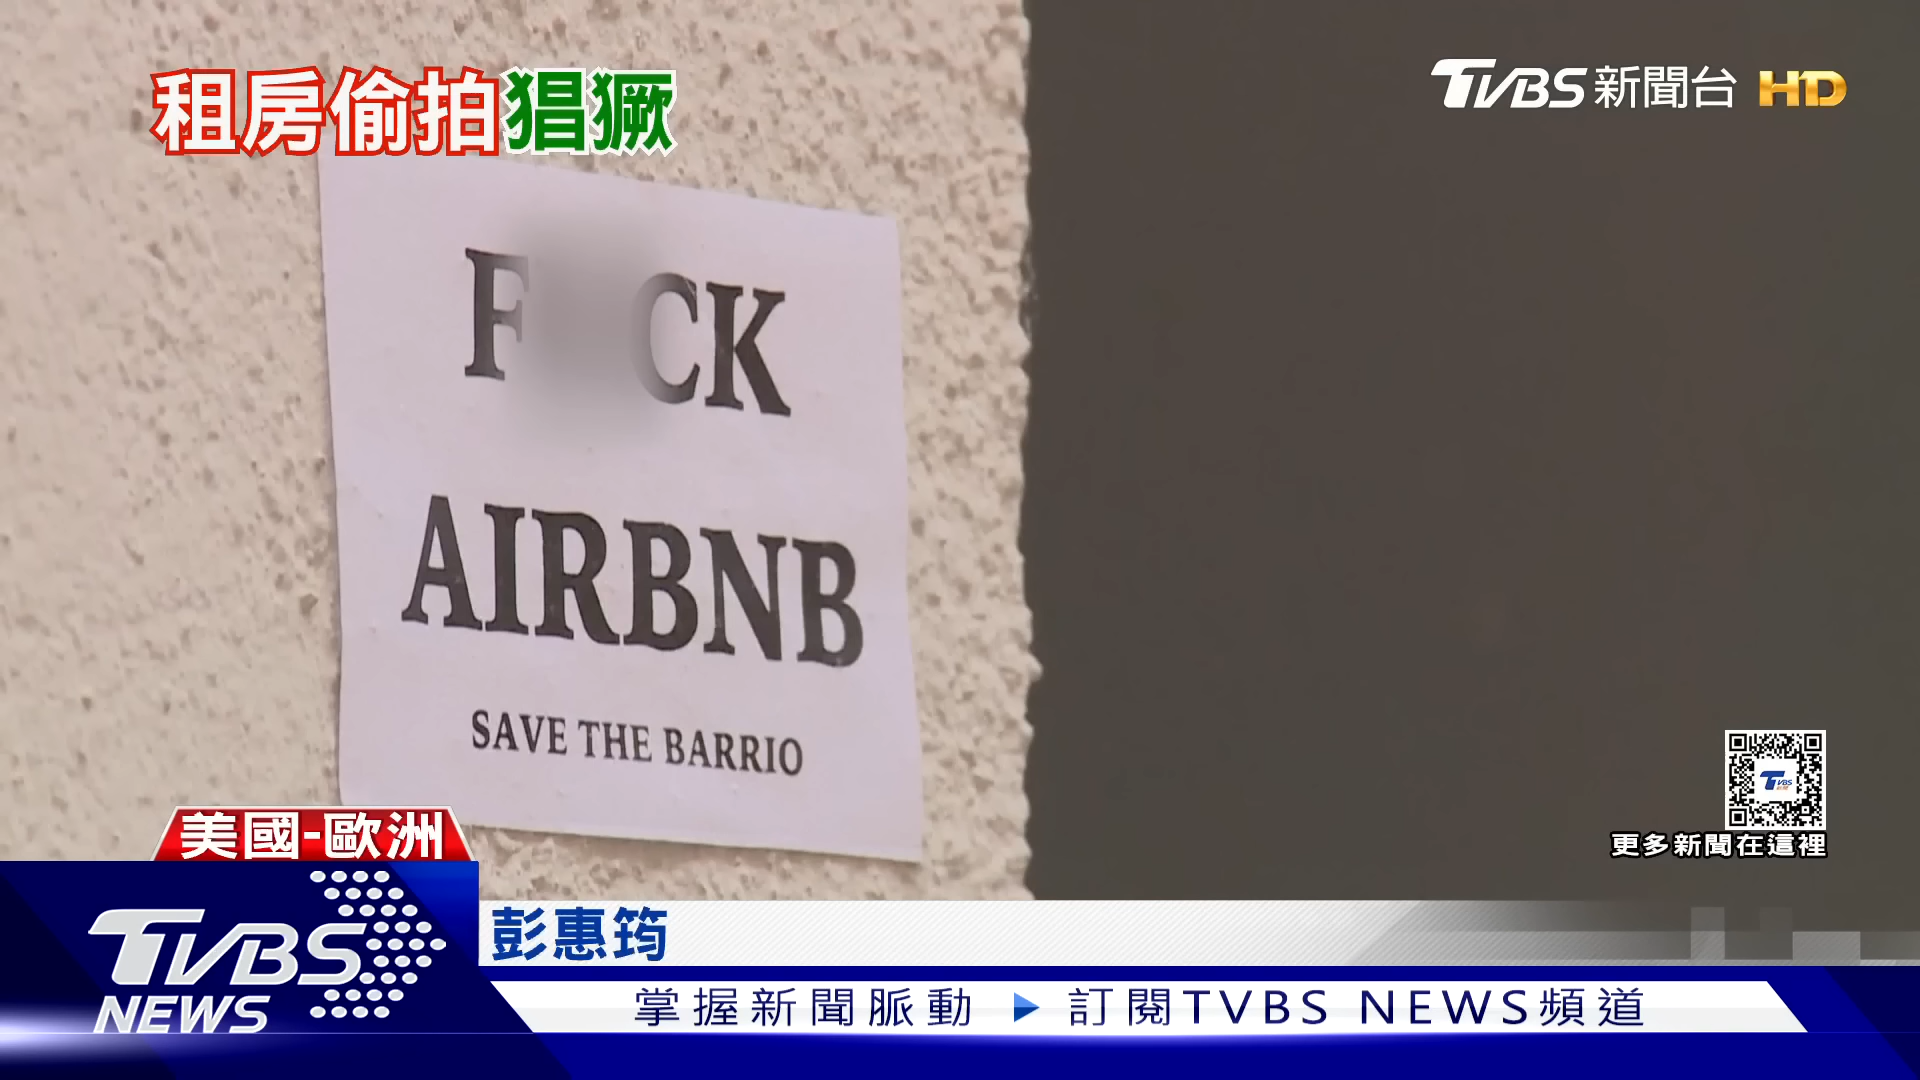 租房偷拍猖獗
TVBS新聞台 HD
F CK
AIRBNB
SAVE THE BARRIO
TVBS
更多新聞在這裡
美國-歐洲
TVBS
NEWS
彭惠筠
掌握新聞脈動 ▶ 訂閱TVBS NEWS頻道